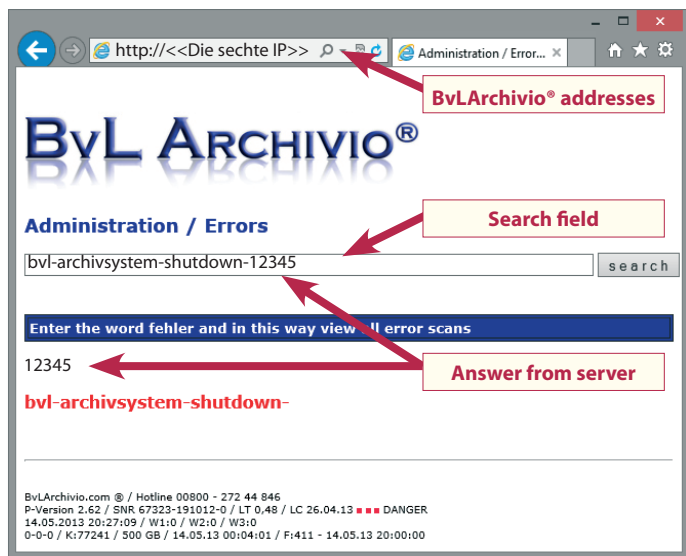 http://<<Die sechte IP>>
Administration / Error...
BvLArchivio® addresses
BvL Archivio®
Administration / Errors
Search field
bvl-archivsystem-shutdown-12345
search
Enter the word fehler and in this way view all error scans
12345
Answer from server
bvl-archivsystem-shutdown-
BvLArchivio.com ® / Hotline 00800 - 272 44 846
P-Version 2.62 / SNR 67323-191012-0 / LT 0,48 / LC 26.04.13 ■ ■ ■ DANGER
14.05.2013 20:27:09 / W1:0 / W2:0 / W3:0
0-0-0 / K:77241 / 500 GB / 14.05.13 00:04:01 / F:411 - 14.05.13 20:00:00